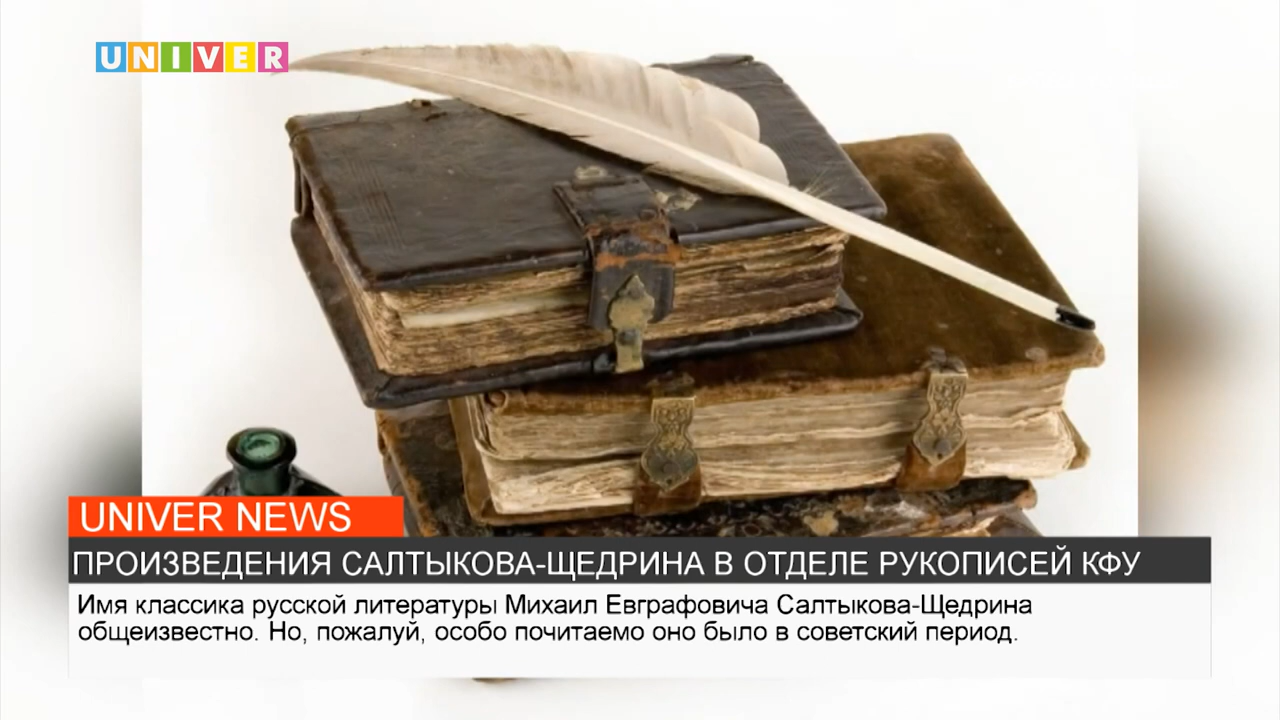 UNIVER
UNIVER NEWS
ПРОИЗВЕДЕНИЯ САЛТЫКОВА-ЩЕДРИНА В ОТДЕЛЕ РУКОПИСЕЙ КФУ
Имя классика русской литературы Михаил Евграфовича Салтыкова-Щедрина
общеизвестно. Но, пожалуй, особо почитаемо оно было в советский период.